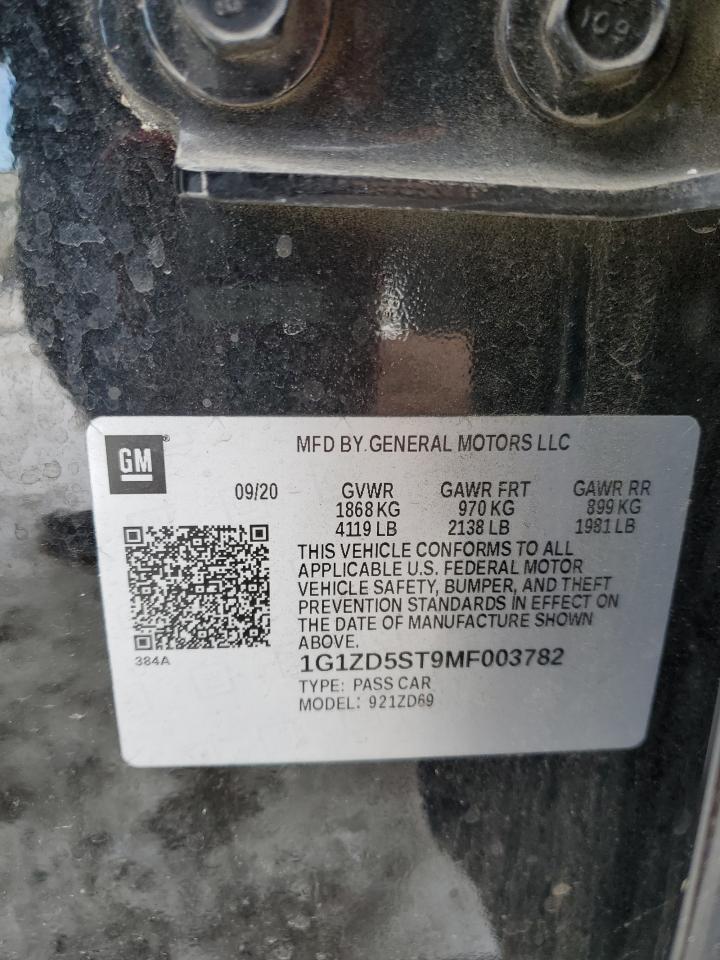 109
GM
MFD BY GENERAL MOTORS LLC
09/20 GVWR GAWR FRT GAWR RR
1868 KG 970 KG 899 KG
4119 LB 2138 LB 1981 LB
THIS VEHICLE CONFORMS TO ALL
APPLICABLE U.S. FEDERAL MOTOR
VEHICLE SAFETY, BUMPER, AND THEFT
PREVENTION STANDARDS IN EFFECT ON
THE DATE OF MANUFACTURE SHOWN
ABOVE.
384A
1G1ZD5ST9MF003782
TYPE: PASS CAR
MODEL: 921ZD69